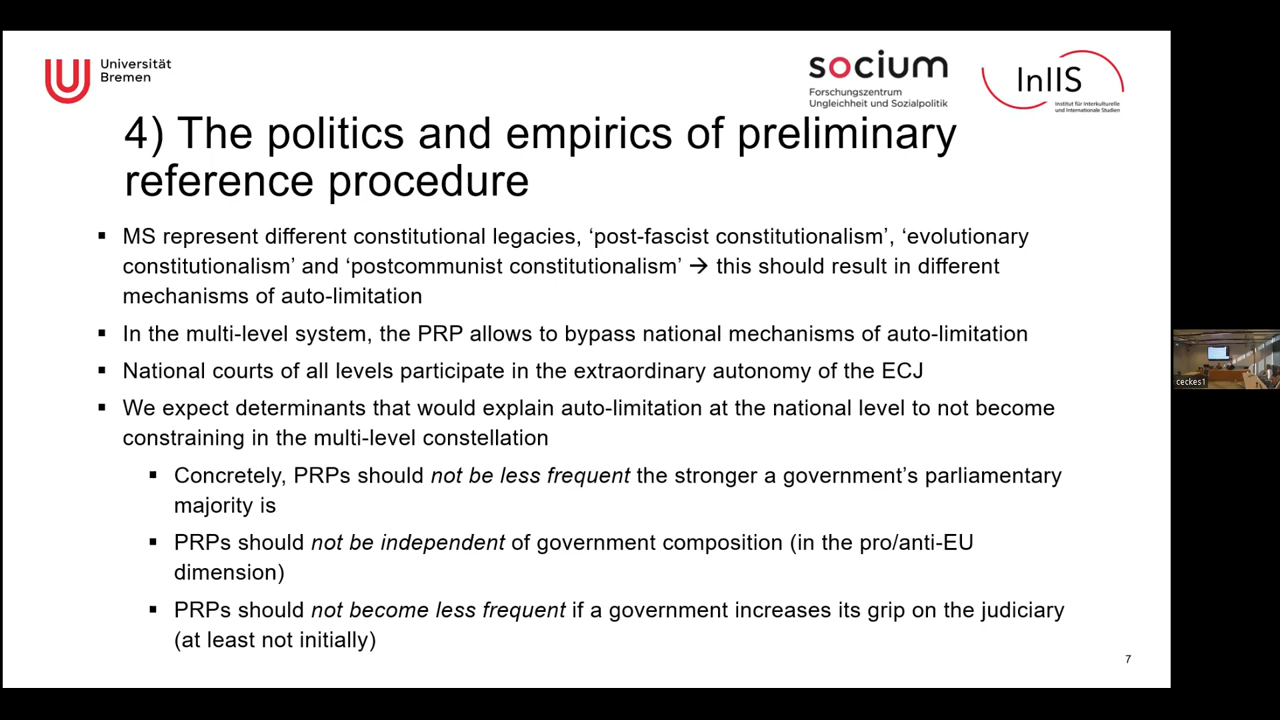 Universität
Bremen
socium
Forschungszentrum
Ungleichheit und Sozialpolitik
InIIS
Institut für Interkulturelle
und Internationale Studien
4) The politics and empirics of preliminary
reference procedure
▪ MS represent different constitutional legacies, ‘post-fascist constitutionalism’, ‘evolutionary
constitutionalism’ and ‘postcommunist constitutionalism’ → this should result in different
mechanisms of auto-limitation
▪ In the multi-level system, the PRP allows to bypass national mechanisms of auto-limitation
▪ National courts of all levels participate in the extraordinary autonomy of the ECJ
▪ We expect determinants that would explain auto-limitation at the national level to not become
constraining in the multi-level constellation
▪ Concretely, PRPs should not be less frequent the stronger a government’s parliamentary
majority is
▪ PRPs should not be independent of government composition (in the pro/anti-EU
dimension)
▪ PRPs should not become less frequent if a government increases its grip on the judiciary
(at least not initially)
7
ceckes1